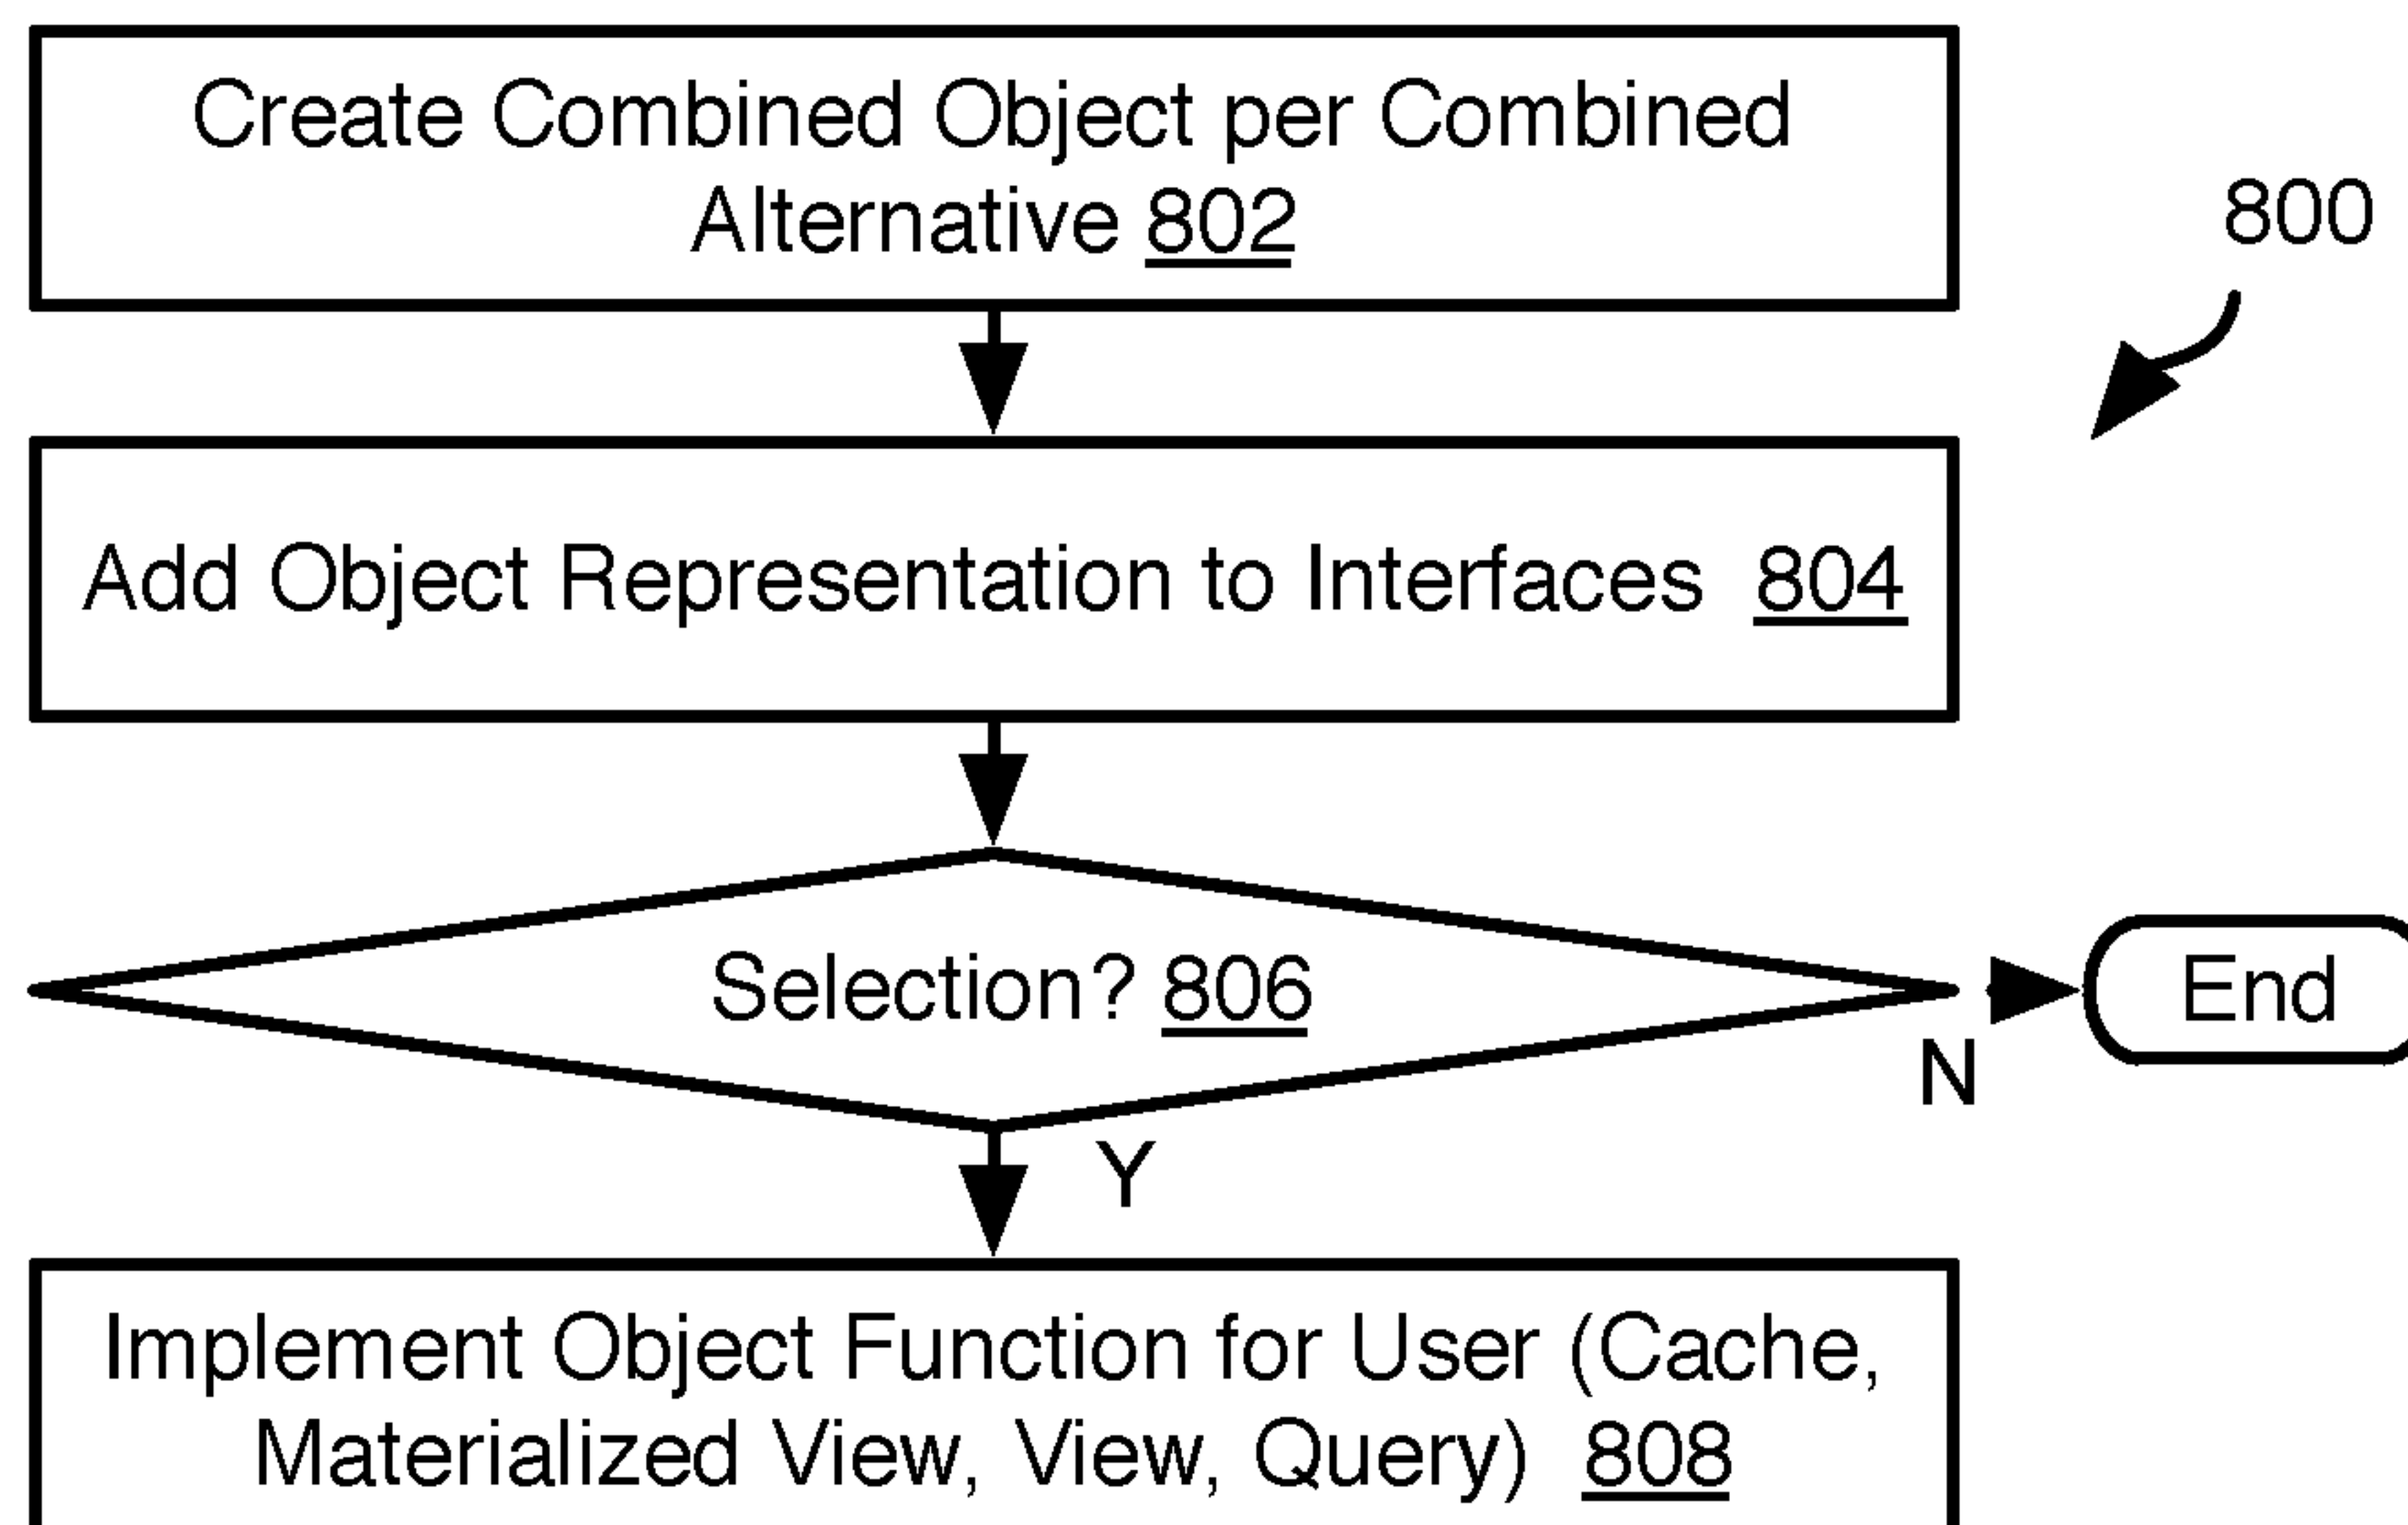 Create Combined Object per Combined
Alternative 802
800
Add Object Representation to Interfaces 804
Selection? 806
End
N
Y
Implement Object Function for User (Cache,
Materialized View, View, Query) 808